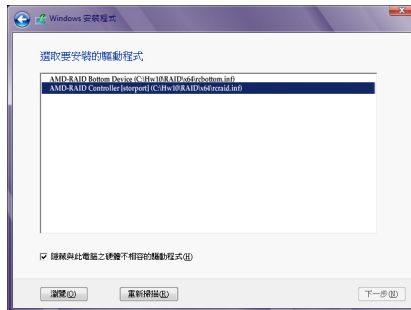 Windows 安裝程式
選取要安裝的驅動程式
AMD-RAID Bottom Device (C:\Hw10\RAID\x64\rcbottom.inf)
AMD-RAID Controller [storport] (C:\Hw10\RAID\x64\rcraid.inf)
隱藏與此電腦之硬體不相容的驅動程式(H)
瀏覽(O)
重新掃描(R)
下一步(N)